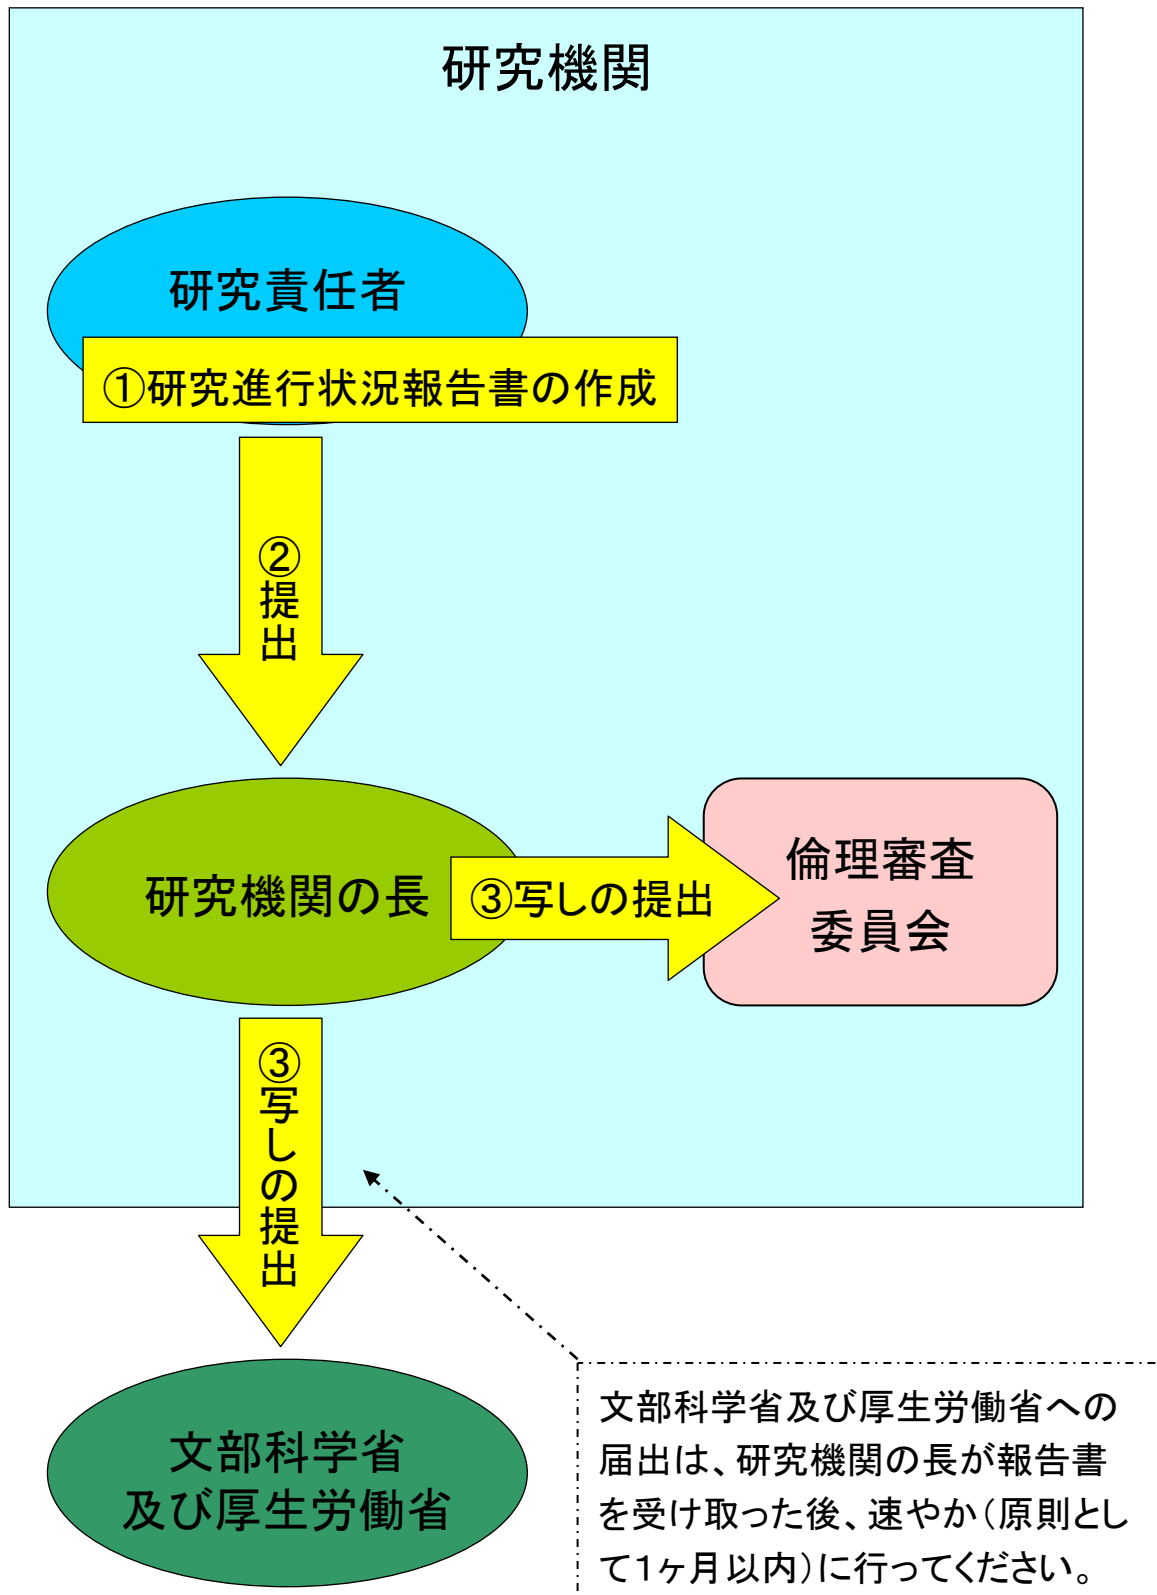 研究機関
研究責任者
①研究進行状況報告書の作成
②提出
研究機関の長
③写しの提出
倫理審査
委員会
③写しの提出
文部科学省
及び厚生労働省
文部科学省及び厚生労働省への
届出は、研究機関の長が報告書
を受け取った後、速やか（原則とし
て１ヶ月以内）に行ってください。